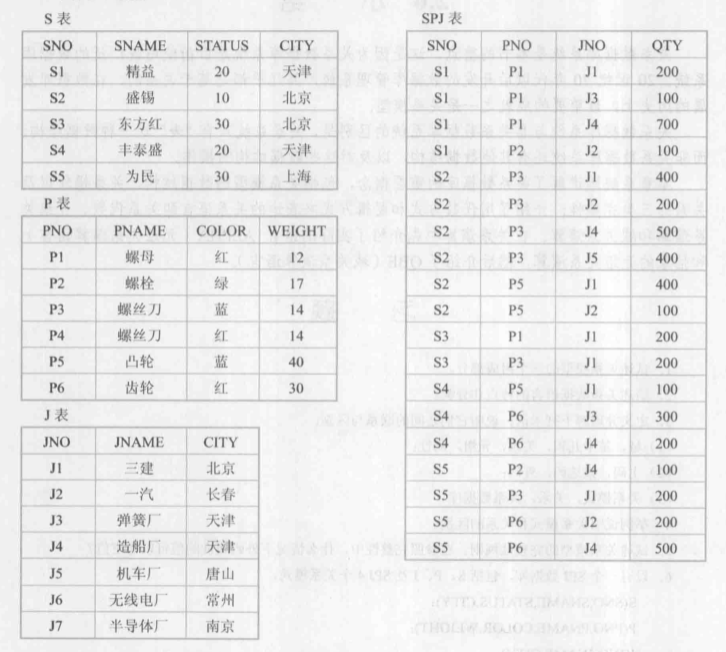 S 表
SNO SNAME STATUS CITY
S1 精益 20 天津
S2 盛锡 10 北京
S3 东方红 30 北京
S4 丰泰盛 20 天津
S5 为民 30 上海
P 表
PNO PNAME COLOR WEIGHT
P1 螺母 红 12
P2 螺栓 绿 17
P3 螺丝刀 蓝 14
P4 螺丝刀 红 14
P5 凸轮 蓝 40
P6 齿轮 红 30
J 表
JNO JNAME CITY
J1 三建 北京
J2 一汽 长春
J3 弹簧厂 天津
J4 造船厂 天津
J5 机车厂 唐山
J6 无线电厂 常州
J7 半导体厂 南京
SPJ 表
SNO PNO JNO QTY
S1 P1 J1 200
S1 P1 J3 100
S1 P1 J4 700
S1 P2 J2 100
S2 P3 J1 400
S2 P3 J2 200
S2 P3 J4 500
S2 P3 J5 400
S2 P5 J1 400
S2 P5 J2 100
S3 P1 J1 200
S3 P3 J1 200
S4 P5 J1 100
S4 P6 J3 300
S4 P6 J4 200
S5 P2 J4 100
S5 P3 J1 200
S5 P6 J2 200
S5 P6 J4 500